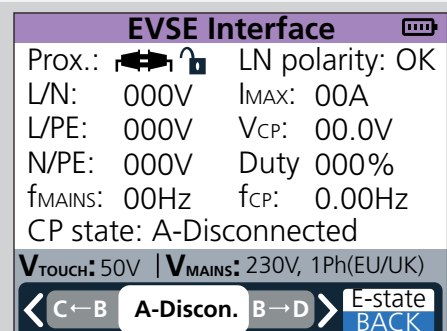 EVSE Interface
Prox.: LN polarity: OK
L/N: 000V IMAX: 00A
L/PE: 000V VCP: 00.0V
N/PE: 000V Duty 000%
fMAINS: 00Hz fCP: 0.00Hz
CP state: A-Disconnected
VTOUCH: 50V | VMAINS: 230V, 1Ph(EU/UK)
C←B A-Discon. B→D E-state
BACK